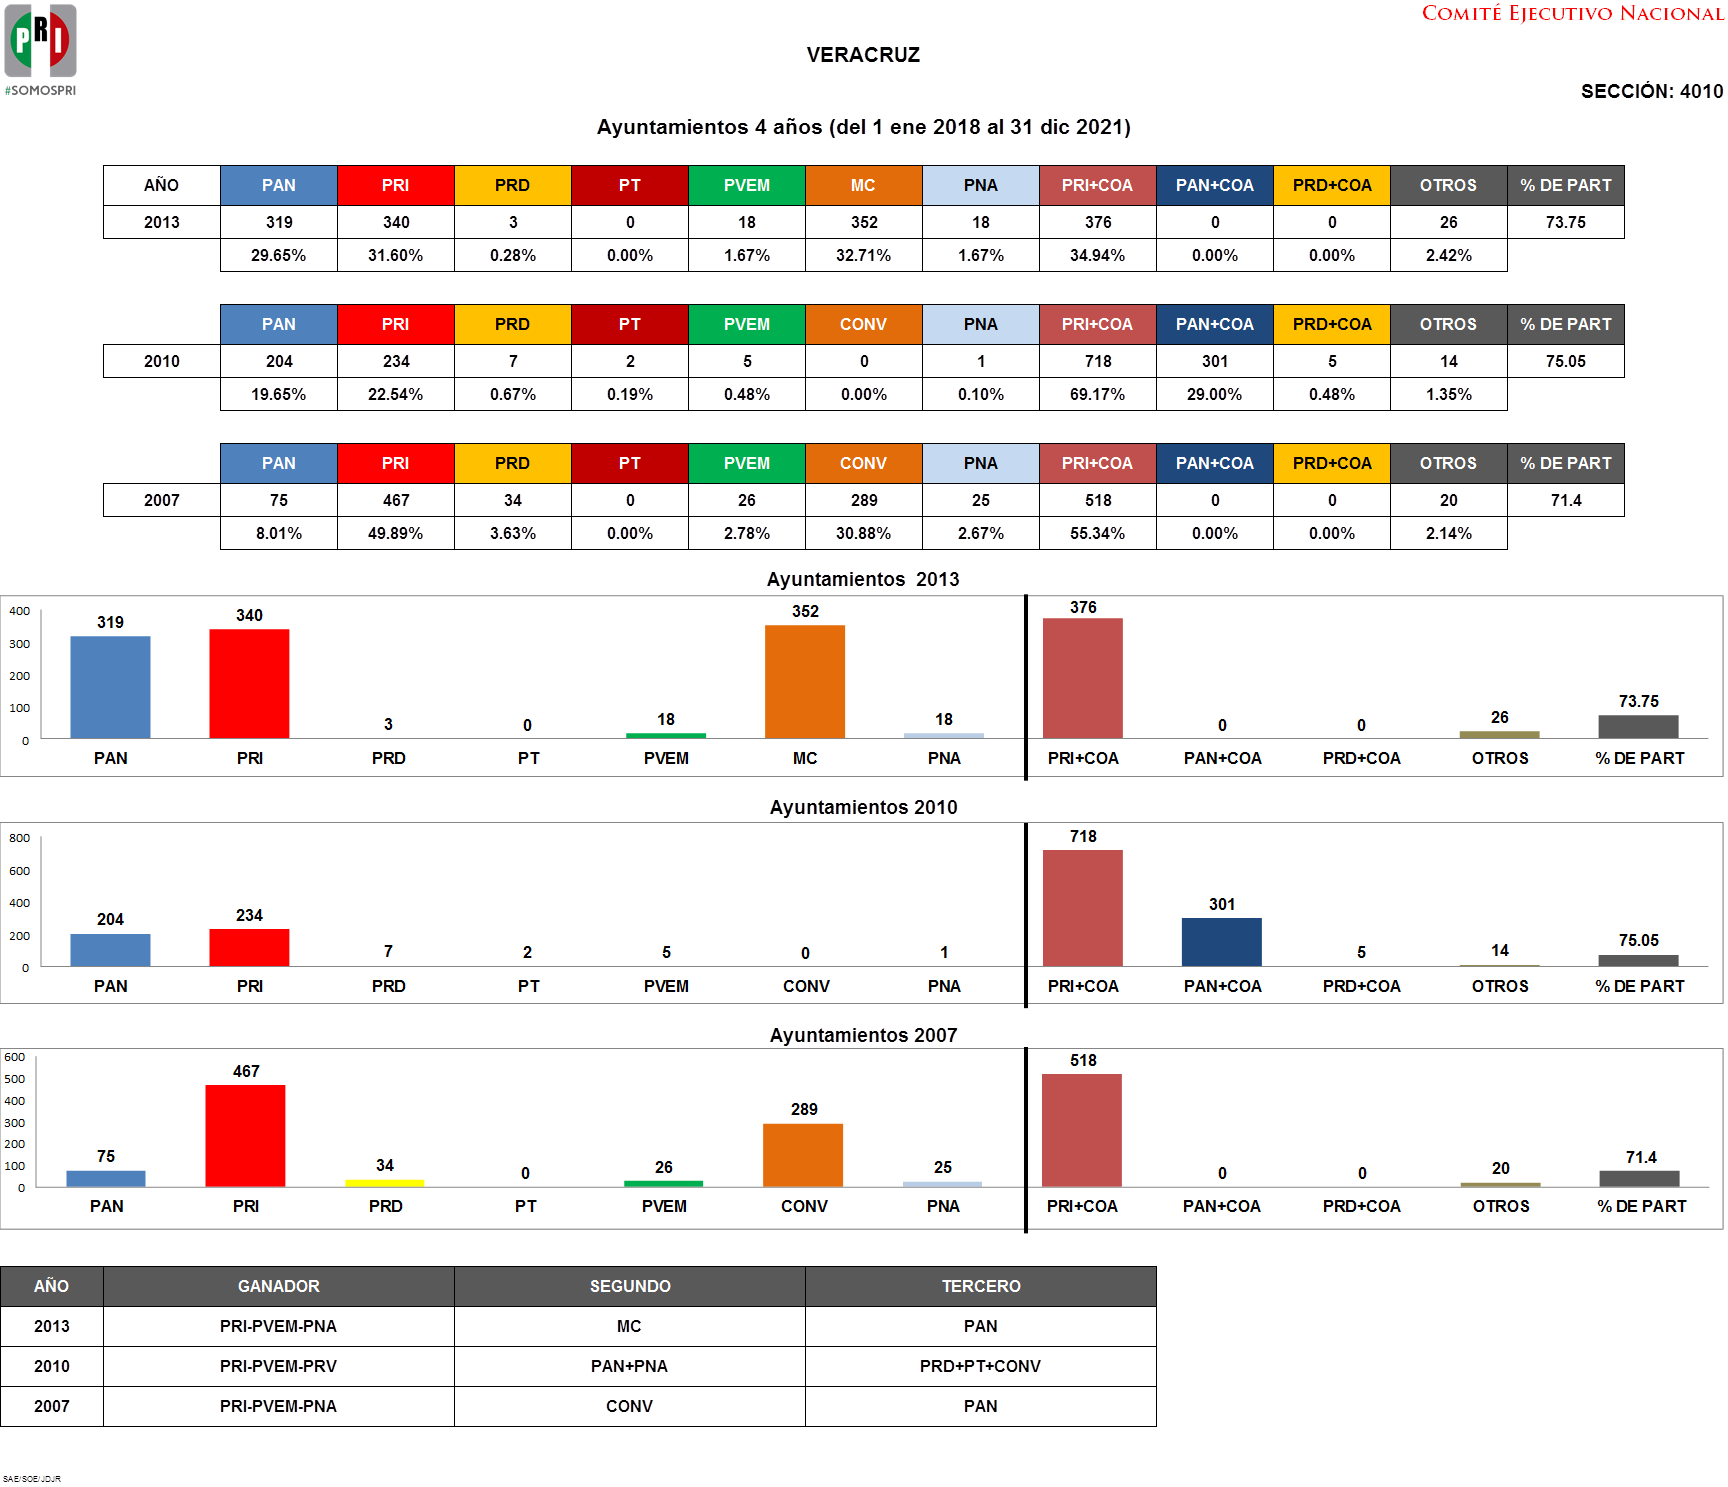 COMITÉ EJECUTIVO NACIONAL
PRI
#SOMOSPRI
VERACRUZ
SECCIÓN: 4010
Ayuntamientos 4 años (del 1 ene 2018 al 31 dic 2021)
AÑO PAN PRI PRD PT PVEM MC PNA PRI+COA PAN+COA PRD+COA OTROS % DE PART
2013 319 340 3 0 18 352 18 376 0 0 26 73.75
29.65% 31.60% 0.28% 0.00% 1.67% 32.71% 1.67% 34.94% 0.00% 0.00% 2.42%
PAN PRI PRD PT PVEM CONV PNA PRI+COA PAN+COA PRD+COA OTROS % DE PART
2010 204 234 7 2 5 0 1 718 301 5 14 75.05
19.65% 22.54% 0.67% 0.19% 0.48% 0.00% 0.10% 69.17% 29.00% 0.48% 1.35%
PAN PRI PRD PT PVEM CONV PNA PRI+COA PAN+COA PRD+COA OTROS % DE PART
2007 75 467 34 0 26 289 25 518 0 0 20 71.4
8.01% 49.89% 3.63% 0.00% 2.78% 30.88% 2.67% 55.34% 0.00% 0.00% 2.14%
Ayuntamientos 2013
400
300
200
100
0
319 340 3 0 18 352 18 376 0 0 26 73.75
PAN PRI PRD PT PVEM MC PNA PRI+COA PAN+COA PRD+COA OTROS % DE PART
Ayuntamientos 2010
800
600
400
200
0
204 234 7 2 5 0 1 718 301 5 14 75.05
PAN PRI PRD PT PVEM CONV PNA PRI+COA PAN+COA PRD+COA OTROS % DE PART
Ayuntamientos 2007
600
500
400
300
200
100
0
75 467 34 0 26 289 25 518 0 0 20 71.4
PAN PRI PRD PT PVEM CONV PNA PRI+COA PAN+COA PRD+COA OTROS % DE PART
AÑO GANADOR SEGUNDO TERCERO
2013 PRI-PVEM-PNA MC PAN
2010 PRI-PVEM-PRV PAN+PNA PRD+PT+CONV
2007 PRI-PVEM-PNA CONV PAN
SAE/SOE/JDJR